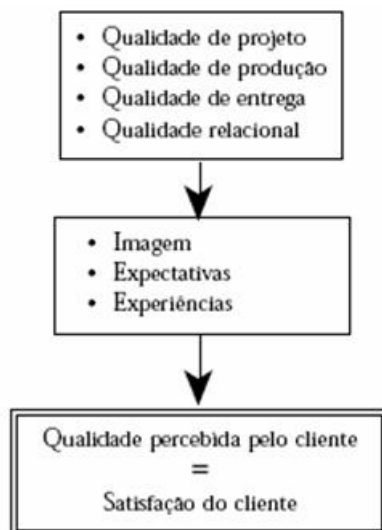 • Qualidade de projeto
• Qualidade de produção
• Qualidade de entrega
• Qualidade relacional
• Imagem
• Expectativas
• Experiências
Qualidade percebida pelo cliente
=
Satisfação do cliente